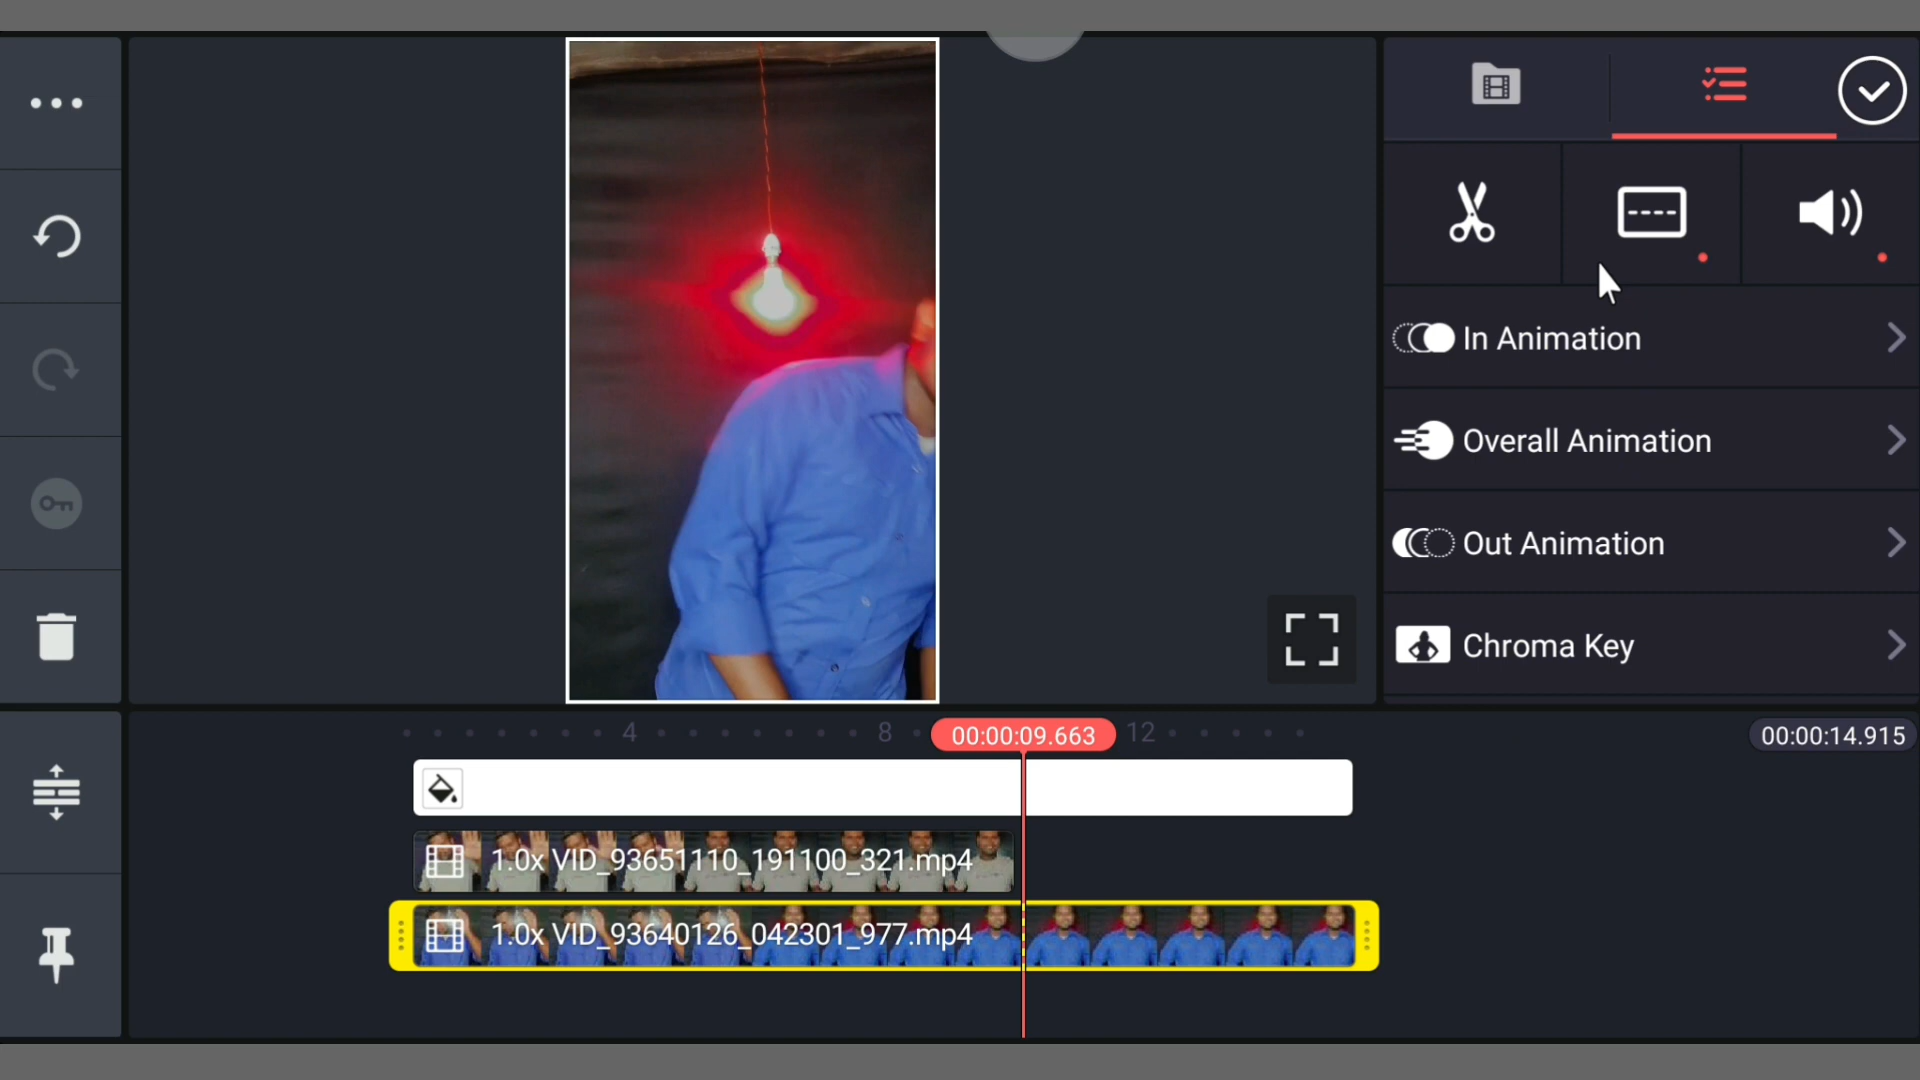 In Animation
Overall Animation
Out Animation
Chroma Key
4
8
00:00:09.663
12
00:00:14.915
1.0x VID_93651110_191100_321.mp4
1.0x VID_93640126_042301_977.mp4